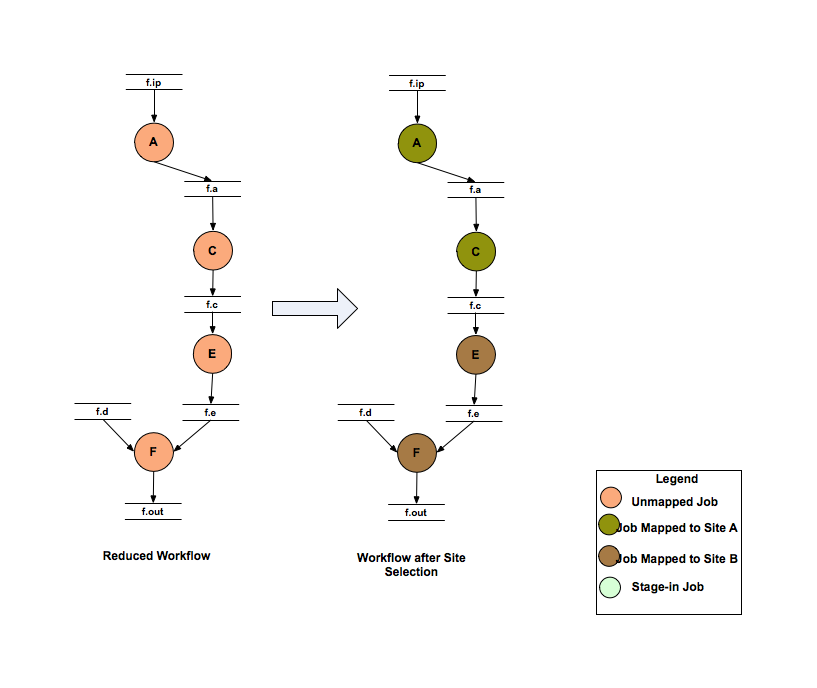 f.ip
A
f.a
C
f.c
E
f.d
f.e
F
f.out
Reduced Workflow
f.ip
A
f.a
C
f.c
E
f.d
f.e
F
f.out
Workflow after Site
Selection
Legend
Unmapped Job
Job Mapped to Site A
Job Mapped to Site B
Stage-in Job